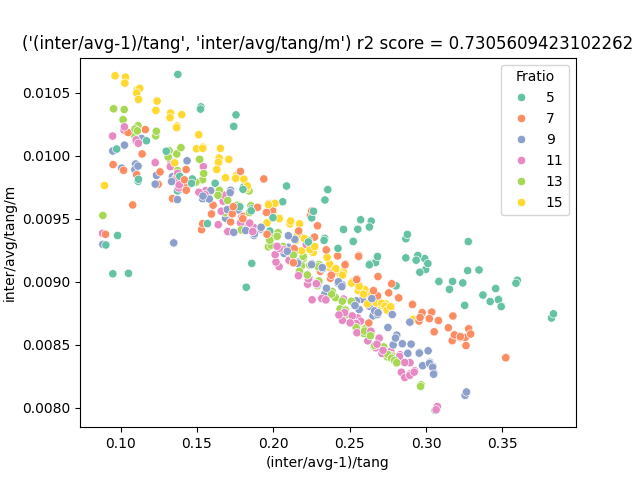 ('(inter/avg-1)/tang', 'inter/avg/tang/m') r2 score = 0.7305609423102262
Fratio
5
7
9
11
13
15
0.0105
0.0100
0.0095
0.0090
0.0085
0.0080
inter/avg/tang/m
0.10 0.15 0.20 0.25 0.30 0.35
(inter/avg-1)/tang